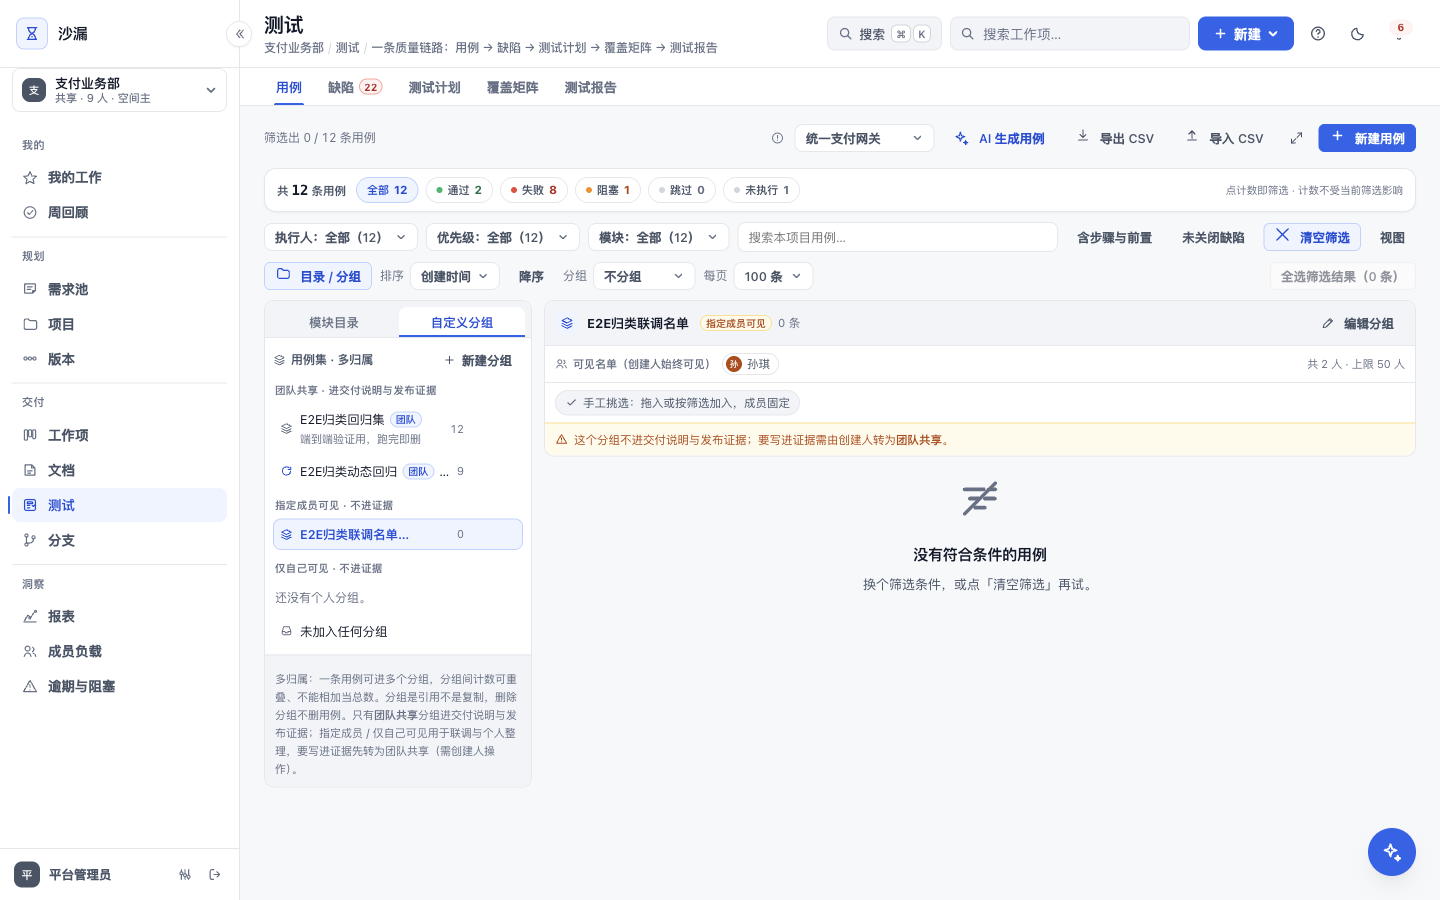 沙漏
支
支付业务部
共享 · 9 人 · 空间主
我的
我的工作
周回顾
规划
需求池
项目
版本
交付
工作项
文档
测试
分支
洞察
报表
成员负载
逾期与阻塞
平
平台管理员
测试
支付业务部 / 测试 / 一条质量链路：用例 → 缺陷 → 测试计划 → 覆盖矩阵 → 测试报告
搜索 ⌘ K
搜索工作项…
新建
6
用例
缺陷 22
测试计划
覆盖矩阵
测试报告
筛选出 0 / 12 条用例
统一支付网关
AI 生成用例
导出 CSV
导入 CSV
新建用例
共 12 条用例
全部 12
通过 2
失败 8
阻塞 1
跳过 0
未执行 1
点计数即筛选 · 计数不受当前筛选影响
执行人：全部（12）
优先级：全部（12）
模块：全部（12）
搜索本项目用例…
含步骤与前置
未关闭缺陷
清空筛选
视图
目录 / 分组
排序
创建时间
降序
分组
不分组
每页
100 条
全选筛选结果（0 条）
模块目录
自定义分组
用例集 · 多归属
新建分组
团队共享 · 进交付说明与发布证据
E2E归类回归集 团队 12
端到端验证用，跑完即删
E2E归类动态回归 团队 … 9
指定成员可见 · 不进证据
E2E归类联调名单… 0
仅自己可见 · 不进证据
还没有个人分组。
未加入任何分组
多归属：一条用例可进多个分组，分组间计数可重
叠、不能相加当总数。分组是引用不是复制，删除
分组不删用例。只有团队共享分组进交付说明与发
布证据；指定成员 / 仅自己可见用于联调与个人整
理，要写进证据先转为团队共享（需创建人操
作）。
E2E归类联调名单 指定成员可见 0 条
编辑分组
可见名单（创建人始终可见）
孙 孙琪
共 2 人 · 上限 50 人
手工挑选：拖入或按筛选加入，成员固定
这个分组不进交付说明与发布证据；要写进证据需由创建人转为团队共享。
没有符合条件的用例
换个筛选条件，或点「清空筛选」再试。